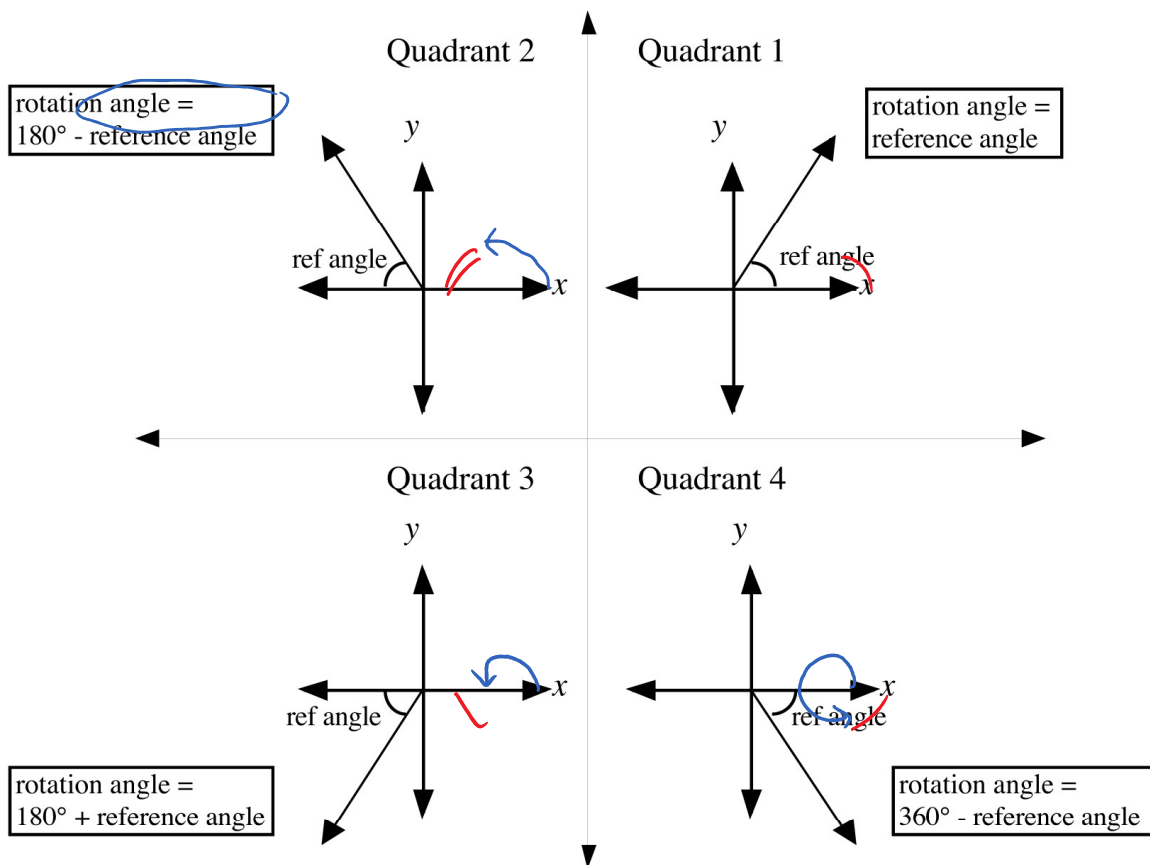 Quadrant 2
Quadrant 1
rotation angle =
180° - reference angle
rotation angle =
reference angle
y
y
ref angle
x
ref angle
x
Quadrant 3
Quadrant 4
y
y
x
x
ref angle
ref angle
rotation angle =
180° + reference angle
rotation angle =
360° - reference angle